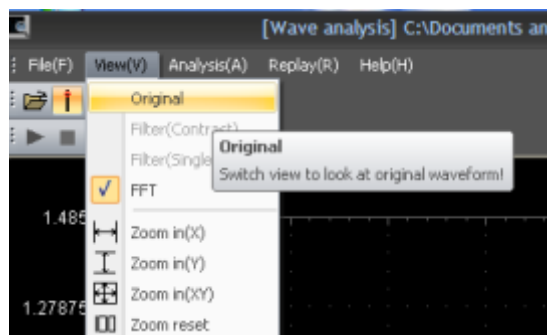 [Wave analysis] C:\Documents an
File(F) View(V) Analysis(A) Replay(R) Help(H)
Original
Filter(Contrast)
Filter(Single
Original
Switch view to look at original waveform!
FFT
1.485
Zoom in(X)
Zoom in(Y)
Zoom in(XY)
1.27875
Zoom reset